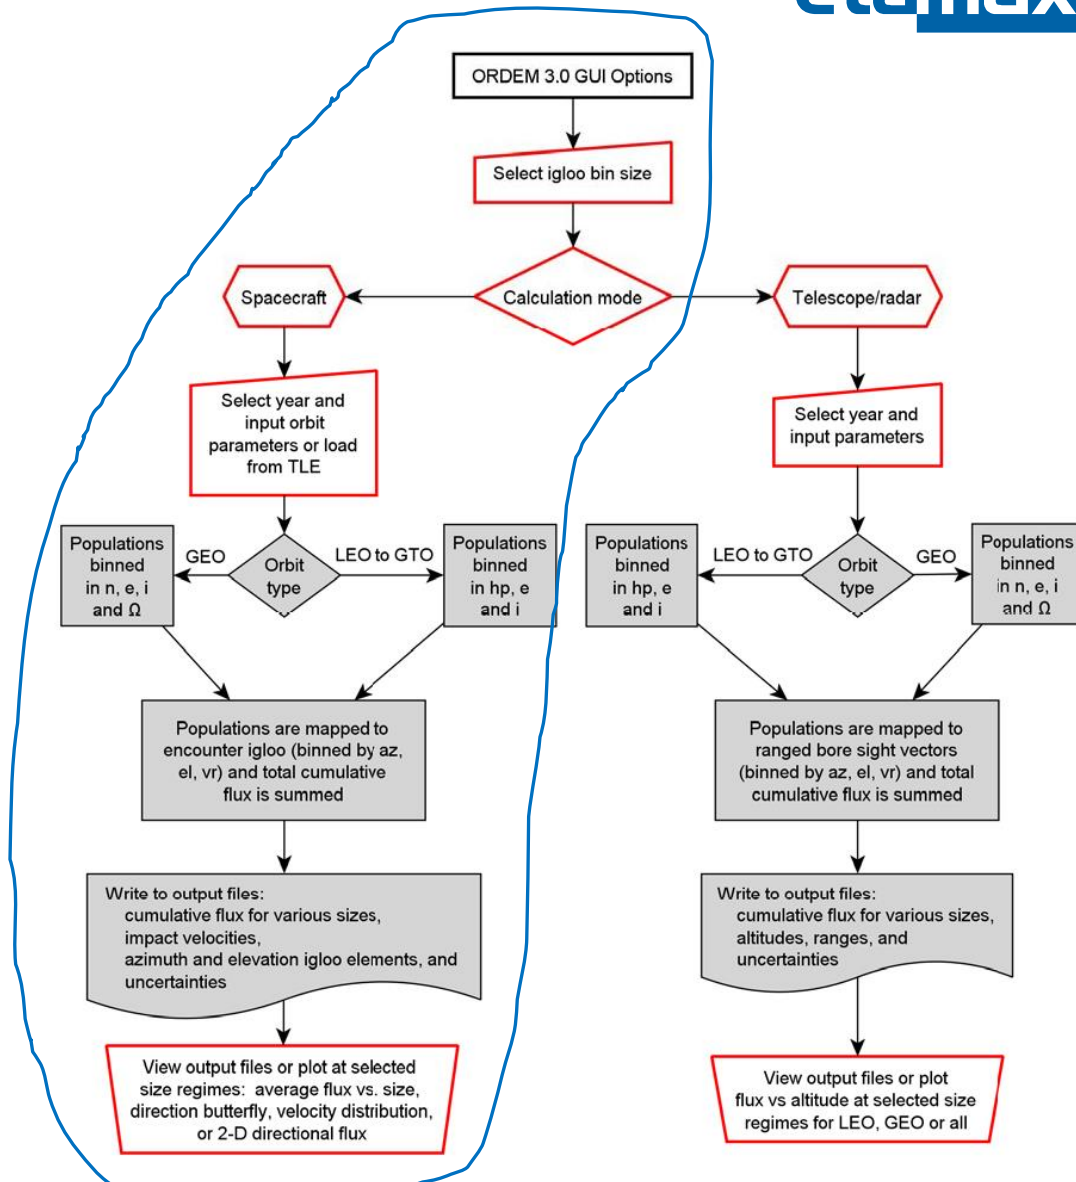 etamax
ORDEM 3.0 GUI Options
Select igloo bin size
Spacecraft
Calculation mode
Telescope/radar
Select year and
input orbit
parameters or load
from TLE
Select year and
input parameters
Populations
binned
in n, e, i
and Ω
GEO
Orbit
type
LEO to GTO
Populations
binned
in hp, e
and i
Populations
binned
in hp, e
and i
LEO to GTO
Orbit
type
GEO
Populations
binned
in n, e, i
and Ω
Populations are mapped to
encounter igloo (binned by az,
el, vr) and total cumulative
flux is summed
Populations are mapped to
ranged bore sight vectors
(binned by az, el, vr) and total
cumulative flux is summed
Write to output files:
cumulative flux for various sizes,
impact velocities,
azimuth and elevation igloo elements, and
uncertainties
Write to output files:
cumulative flux for various sizes,
altitudes, ranges, and
uncertainties
View output files or plot at selected
size regimes: average flux vs. size,
direction butterfly, velocity distribution,
or 2-D directional flux
View output files or plot
flux vs altitude at selected size
regimes for LEO, GEO or all